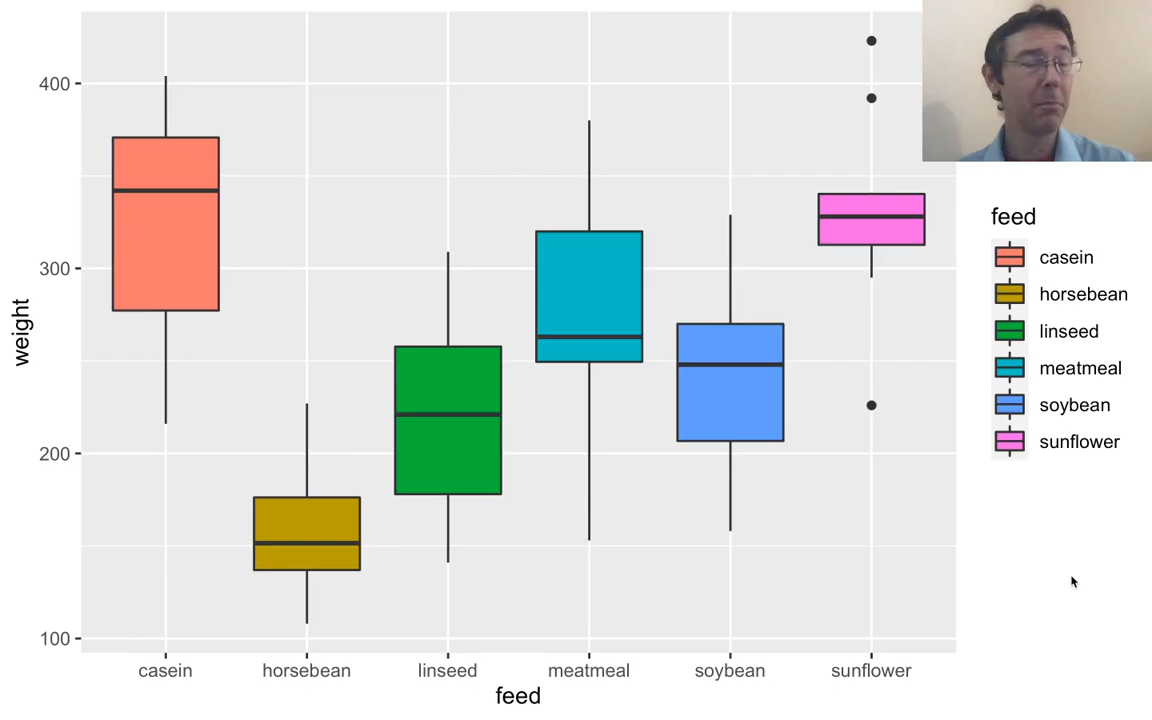 400
300
200
100
weight
casein
horsebean
linseed
meatmeal
soybean
sunflower
feed
feed
casein
horsebean
linseed
meatmeal
soybean
sunflower